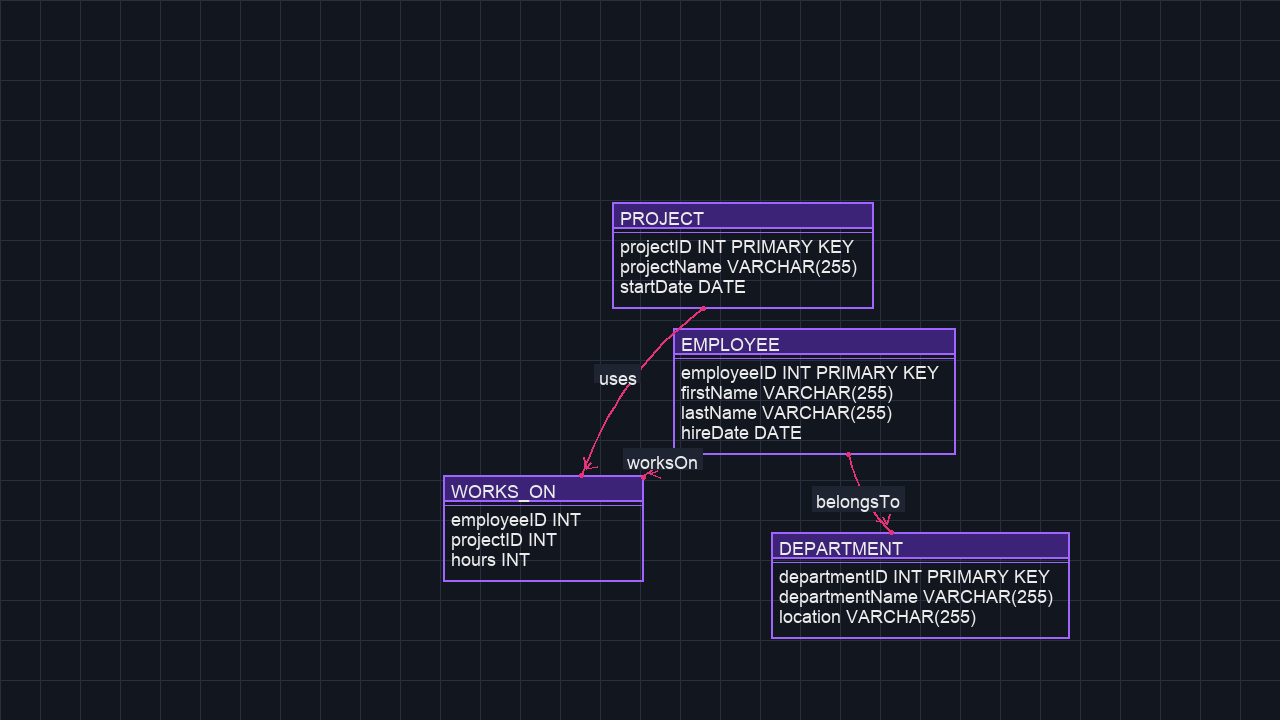 PROJECT
projectID INT PRIMARY KEY
projectName VARCHAR(255)
startDate DATE
EMPLOYEE
employeeID INT PRIMARY KEY
firstName VARCHAR(255)
lastName VARCHAR(255)
hireDate DATE
uses
worksOn
WORKS_ON
employeeID INT
projectID INT
hours INT
belongsTo
DEPARTMENT
departmentID INT PRIMARY KEY
departmentName VARCHAR(255)
location VARCHAR(255)